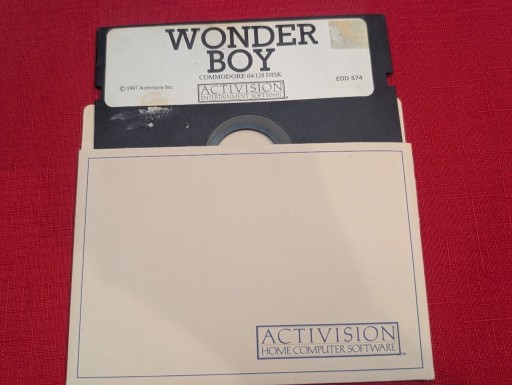 WONDER
BOY
COMMODORE 64/128 DISK
© 1987 Activision Inc.
EDD 574
ACTIVISION
ENTERTAINMENT SOFTWARE
ACTIVISION
HOME COMPUTER SOFTWARE